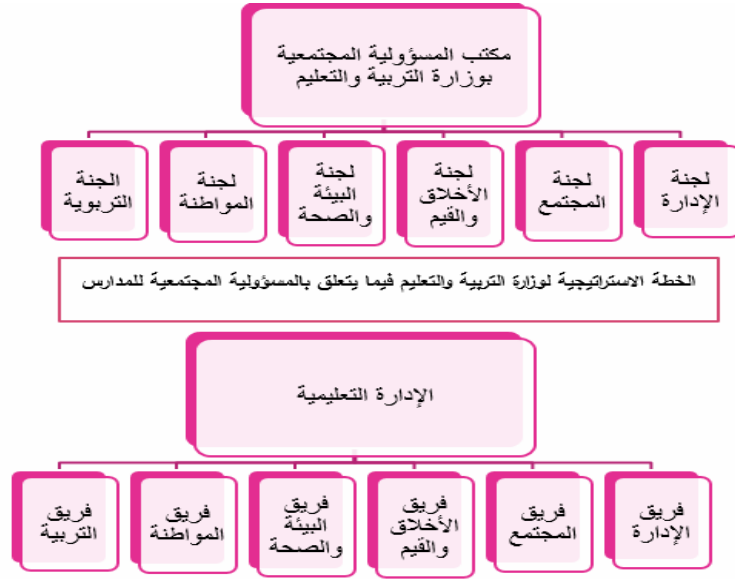 مكتب المسؤولية المجتمعية
بوزارة التربية والتعليم
لجنة
الإدارة
لجنة
المجتمع
لجنة
الأخلاق
والقيم
لجنة
البيئة
والصحة
لجنة
المواطنة
الجنة
التربوية
الخطة الاستراتيجية لوزارة التربية والتعليم فيما يتعلق بالمسؤولية المجتمعية للمدارس
الإدارة التعليمية
فريق
الإدارة
فريق
المجتمع
فريق
الأخلاق
والقيم
فريق
البيئة
والصحة
فريق
المواطنة
فريق
التربية